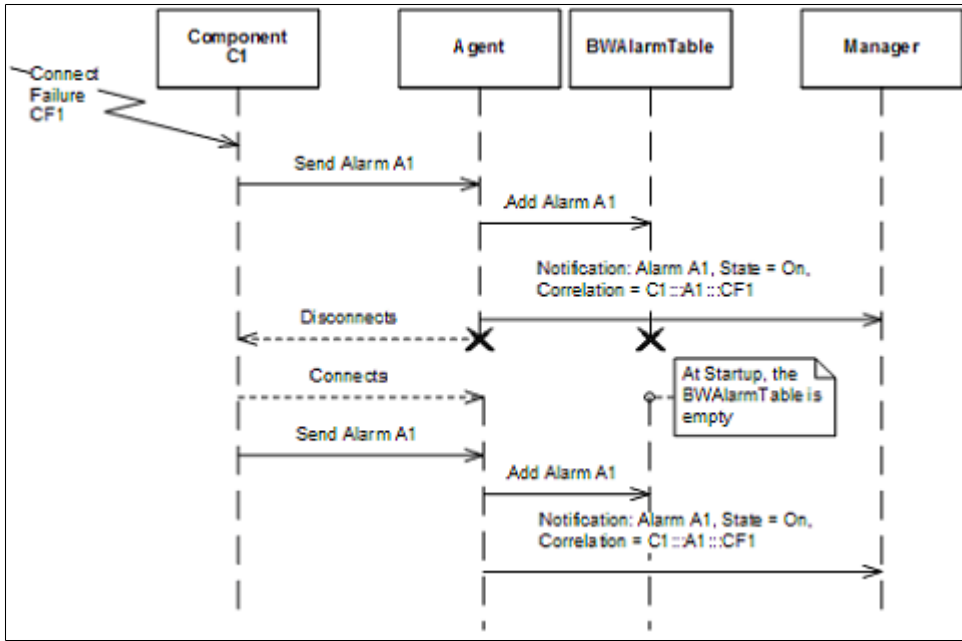 Component
C1
Agent
BWAlarmTable
Manager
Connect
Failure
CF1
Send Alarm A1
Add Alarm A1
Notification: Alarm A1, State = On,
Correlation = C1:::A1:::CF1
Disconnects
Connects
At Startup, the
BWAlarmTable is
empty
Send Alarm A1
Add Alarm A1
Notification: Alarm A1, State = On,
Correlation = C1:::A1:::CF1